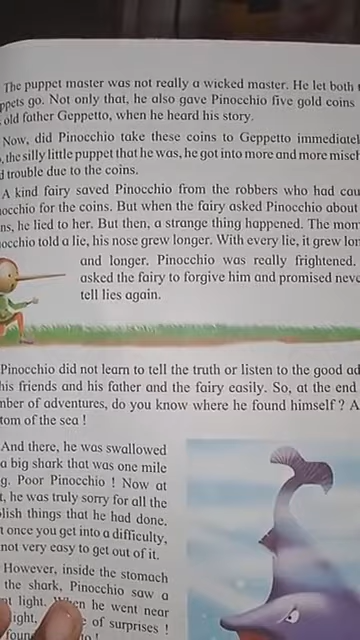 The puppet master was not really a wicked master. He let both
ppets go. Not only that, he also gave Pinocchio five gold coins
old father Geppetto, when he heard his story.
Now, did Pinocchio take these coins to Geppetto immediatel
, the silly little puppet that he was, he got into more and more misch
d trouble due to the coins.
A kind fairy saved Pinocchio from the robbers who had cau
nocchio for the coins. But when the fairy asked Pinocchio about
ns, he lied to her. But then, a strange thing happened. The mom
nocchio told a lie, his nose grew longer. With every lie, it grew lon
and longer. Pinocchio was really frightened.
asked the fairy to forgive him and promised neve
tell lies again.
Pinocchio did not learn to tell the truth or listen to the good ad
his friends and his father and the fairy easily. So, at the end
mber of adventures, do you know where he found himself ? A
tom of the sea !
And there, he was swallowed
a big shark that was one mile
g. Poor Pinocchio ! Now at
t, he was truly sorry for all the
lish things that he had done.
t once you get into a difficulty,
not very easy to get out of it.
However, inside the stomach
the shark, Pinocchio saw a
light. When he went near
ight, of surprises !
foun